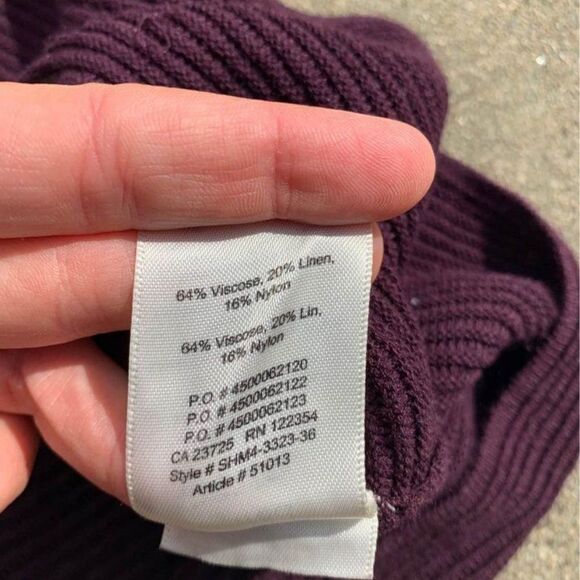 64% Viscose, 20% Linen,
16% Nylon
64% Viscose, 20% Lin,
16% Nylon
P.O. # 4500062120
P.O. # 4500062122
P.O. # 4500062123
CA 23725 RN 122354
Style # SHM4-3323-36
Article # 51013